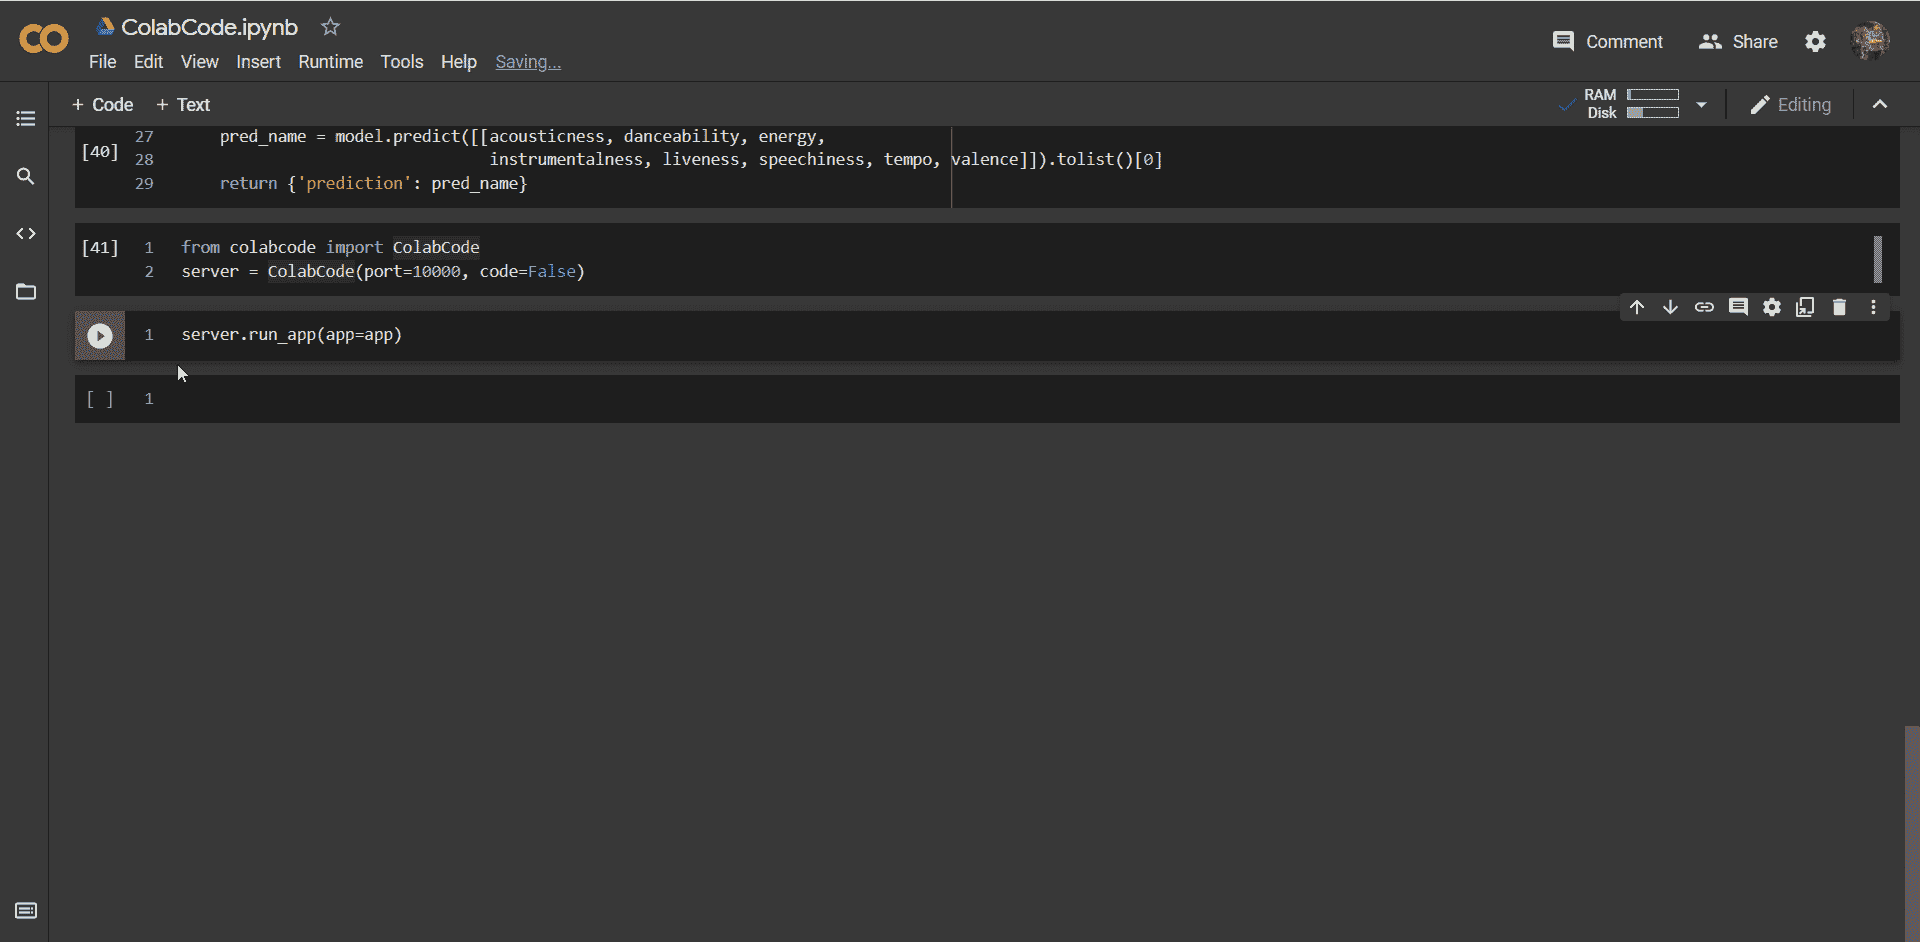 ColabCode.ipynb
Comment Share
File Edit View Insert Runtime Tools Help Saving...
+ Code + Text
RAM
Disk
Editing
[40]
27 pred_name = model.predict([[acousticness, danceability, energy,
28 instrumentalness, liveness, speechiness, tempo, valence]]).tolist()[0]
29 return {'prediction': pred_name}
[41] 1 from colabcode import ColabCode
2 server = ColabCode(port=10000, code=False)
1 server.run_app(app=app)
[ ] 1